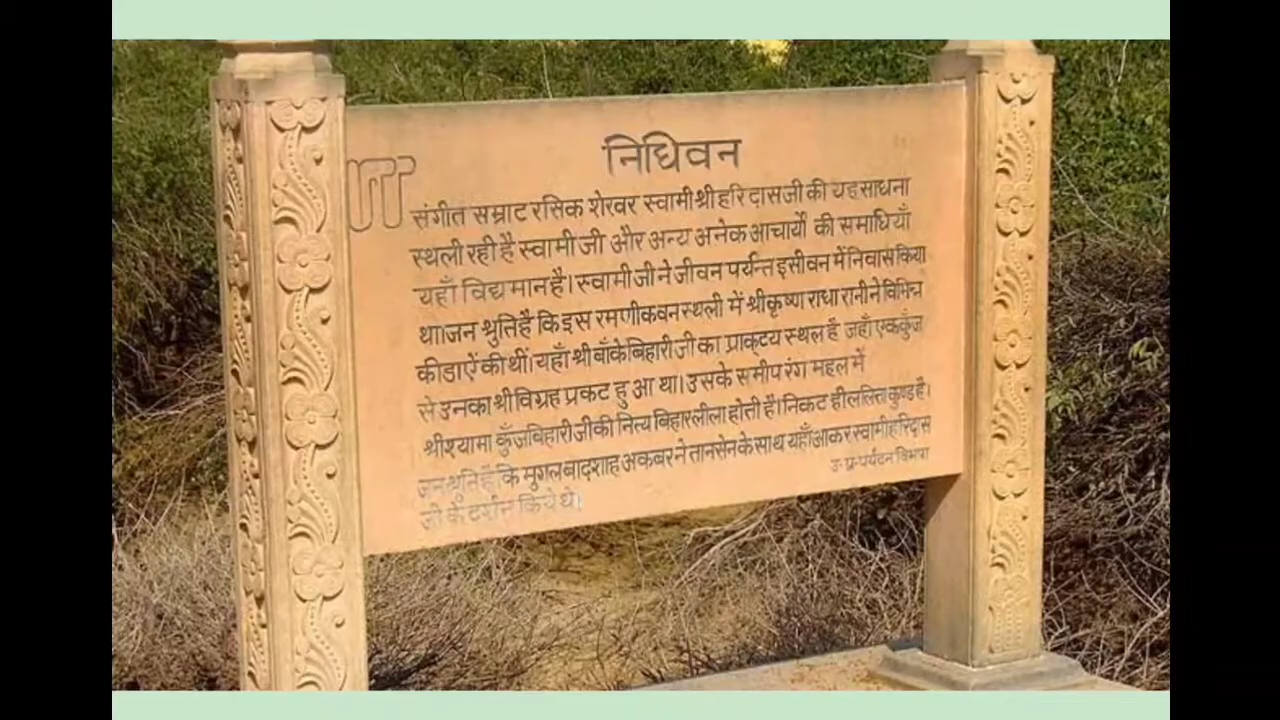 निधिवन
संगीत सम्राट रसिक शेरवर स्वामी श्री हरि दासजी की यह साधना
स्थली रही है स्वामी जी और अन्य अनेक आचार्यों की समाधियाँ
यहाँ विद्यमान है। स्वामी जी ने जीवन पर्यन्त इसी वन में निवास किया
था। जन श्रुति है कि इस रमणीक वन स्थली में श्री कृष्ण राधा रानी ने विभिन्न
कीडाऐं की थीं। यहाँ श्री बाँके बिहारी जी का प्राकट्य स्थल है जहाँ एक कुँज
से उनका श्री विग्रह प्रकट हुआ था। उसके समीप रंग महल में
श्री श्यामा कुँजबिहारी जी की नित्य बिहार लीला होती है। निकट ही ललिता कुण्ड है।
जन श्रुति है कि मुगल बादशाह अकबर ने तानसेन के साथ यहाँ आकर स्वामी हरिदास
जी के दर्शन किये थे।
उ॰ प्र॰ पर्यटन विभाग